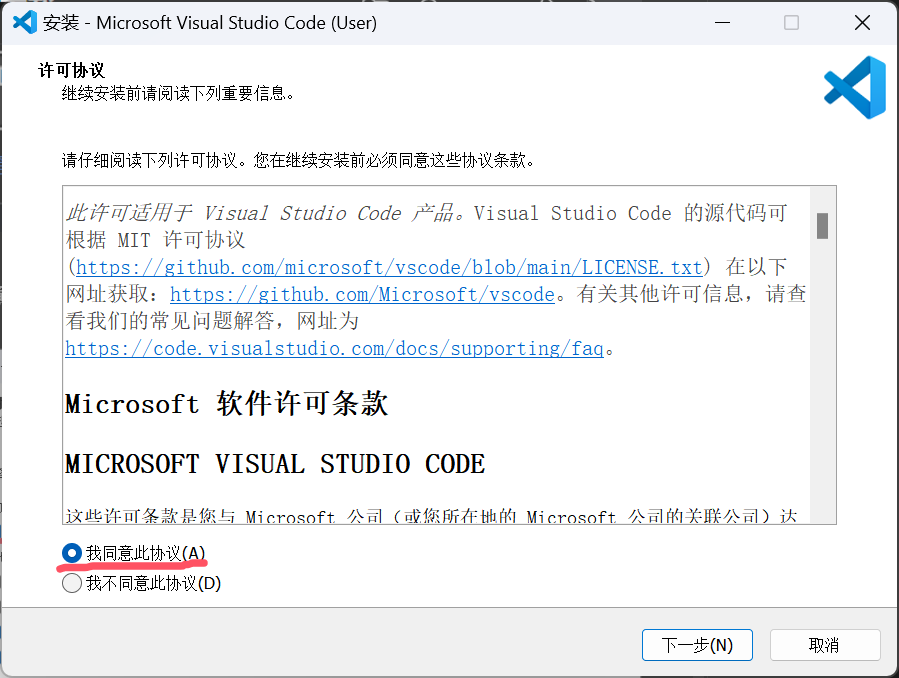 安装 - Microsoft Visual Studio Code (User)
许可协议
继续安装前请阅读下列重要信息。
请仔细阅读下列许可协议。您在继续安装前必须同意这些协议条款。
此许可适用于 Visual Studio Code 产品。Visual Studio Code 的源代码可
根据 MIT 许可协议
(https://github.com/microsoft/vscode/blob/main/LICENSE.txt) 在以下
网址获取：https://github.com/Microsoft/vscode。有关其他许可信息，请查
看我们的常见问题解答，网址为
https://code.visualstudio.com/docs/supporting/faq。
Microsoft 软件许可条款
MICROSOFT VISUAL STUDIO CODE
这些许可条款是您与 Microsoft 公司（或您所在地的 Microsoft 公司的关联公司）达
我同意此协议(A)
我不同意此协议(D)
下一步(N)
取消